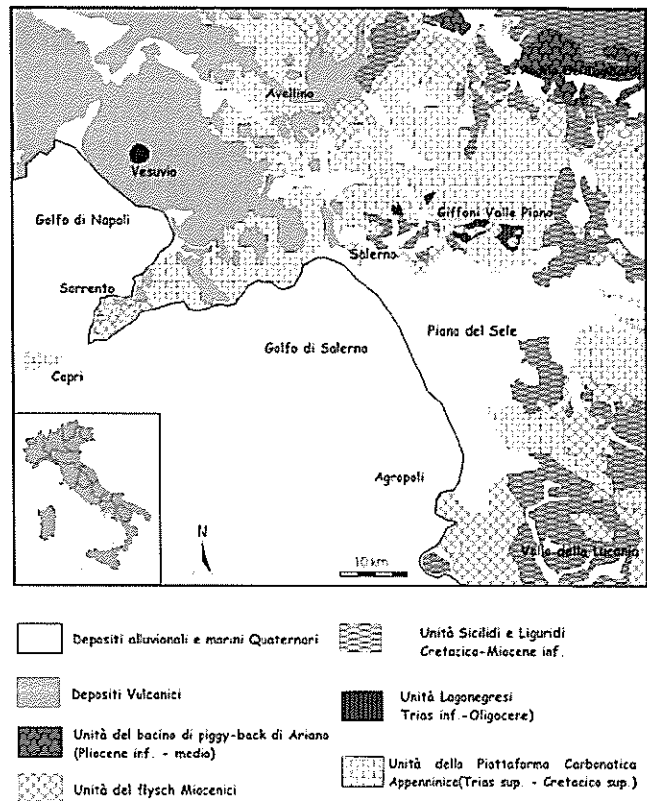 Avellino
Vesuvio
Golfo di Napoli
Giffoni Valle Piana
Salerno
Sorrento
Piana del Sele
Golfo di Salerno
Capri
Agropoli
N
10 km
Vallo della Lucania
Depositi alluvionali e marini Quaternari
Depositi Vulcanici
Unità del bacino di piggy-back di Ariano
(Pliocene inf. - medio)
Unità del flysch Miocenici
Unità Sicilidi e Liguridi
Cretacico-Miocene inf.
Unità Lagonegresi
Trias inf.-Oligocere)
Unità della Piattaforma Carbonatica
Appenninica(Trias sup. - Cretacico sup.)